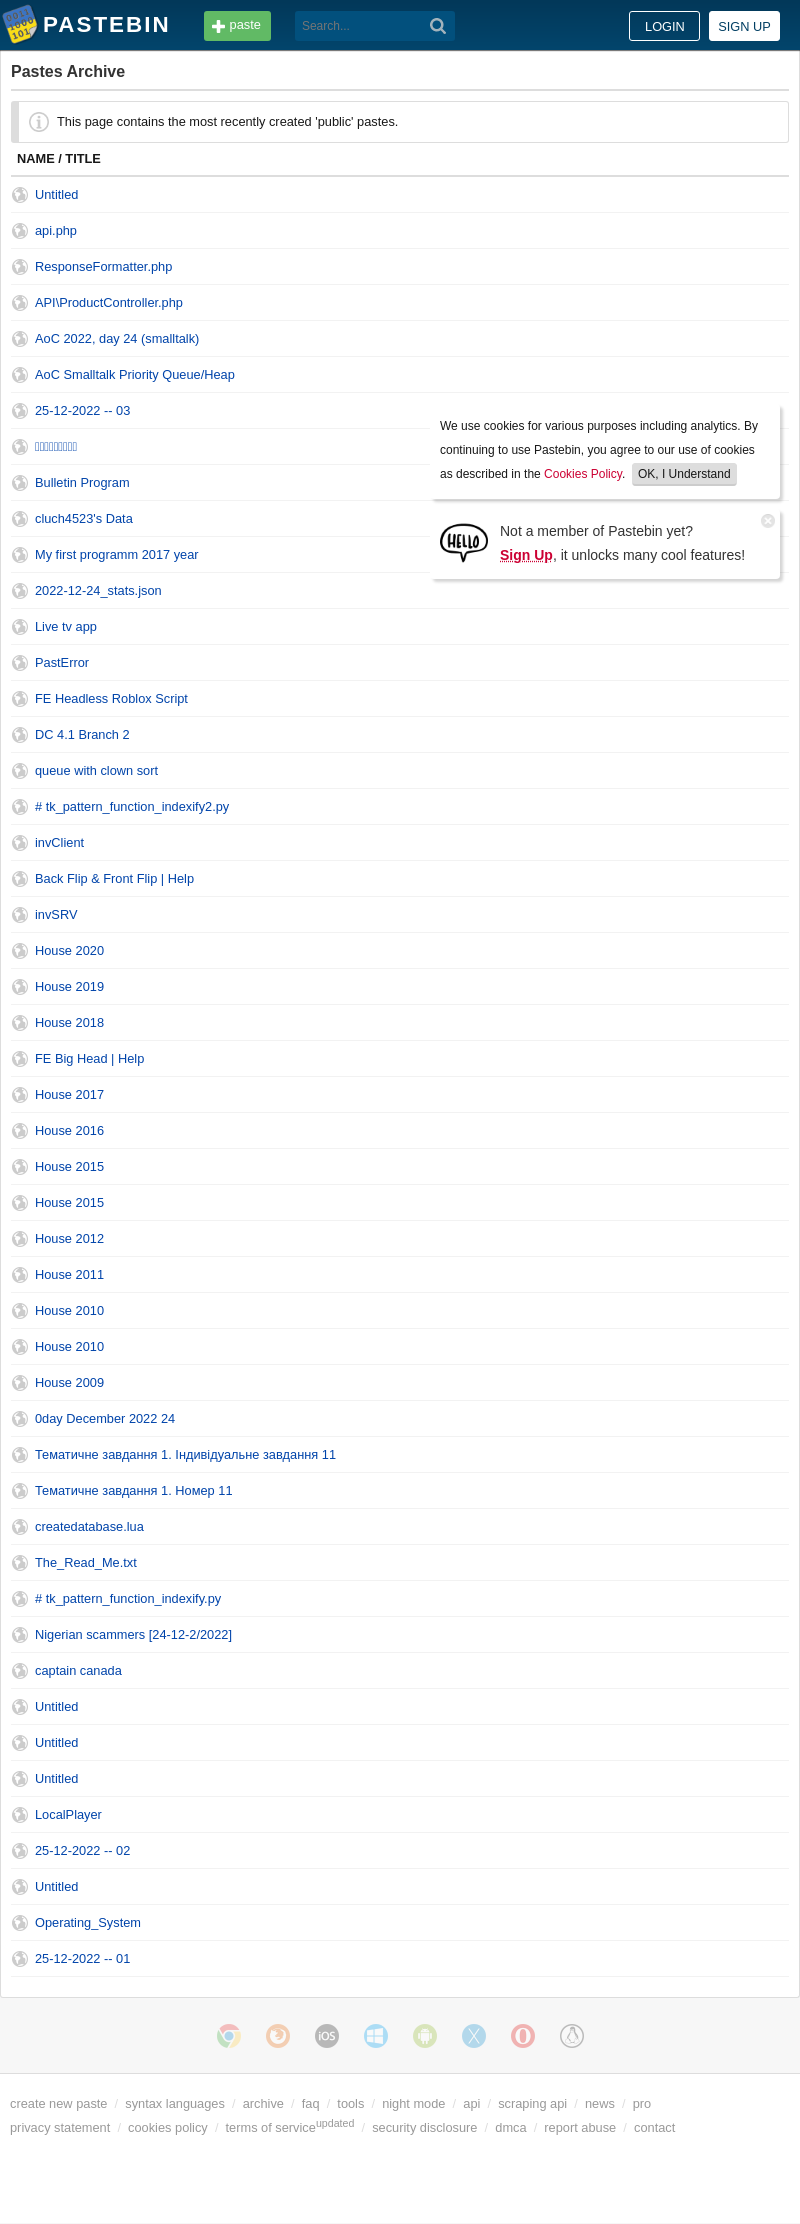 PASTEBIN
paste
Search...
LOGIN
SIGN UP
Pastes Archive
This page contains the most recently created 'public' pastes.
NAME / TITLE
Untitled
api.php
ResponseFormatter.php
API\ProductController.php
AoC 2022, day 24 (smalltalk)
AoC Smalltalk Priority Queue/Heap
25-12-2022 -- 03
Bulletin Program
cluch4523's Data
My first programm 2017 year
2022-12-24_stats.json
We use cookies for various purposes including analytics. By
continuing to use Pastebin, you agree to our use of cookies
as described in the Cookies Policy. OK, I Understand
HELLO
Not a member of Pastebin yet?
Sign Up, it unlocks many cool features!
Live tv app
PastError
FE Headless Roblox Script
DC 4.1 Branch 2
queue with clown sort
# tk_pattern_function_indexify2.py
invClient
Back Flip & Front Flip | Help
invSRV
House 2020
House 2019
House 2018
FE Big Head | Help
House 2017
House 2016
House 2015
House 2015
House 2012
House 2011
House 2010
House 2010
House 2009
0day December 2022 24
Тематичне завдання 1. Індивідуальне завдання 11
Тематичне завдання 1. Номер 11
createdatabase.lua
The_Read_Me.txt
# tk_pattern_function_indexify.py
Nigerian scammers [24-12-2/2022]
captain canada
Untitled
Untitled
Untitled
LocalPlayer
25-12-2022 -- 02
Untitled
Operating_System
25-12-2022 -- 01
iOS
create new paste / syntax languages / archive / faq / tools / night mode / api / scraping api / news / pro
privacy statement / cookies policy / terms of service updated / security disclosure / dmca / report abuse / contact